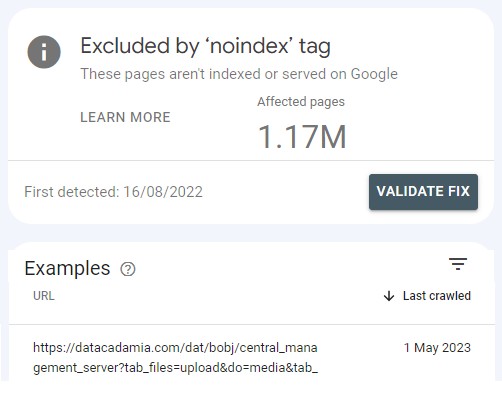 Excluded by ‘noindex’ tag
These pages aren't indexed or served on Google
LEARN MORE
Affected pages
1.17M
First detected: 16/08/2022
VALIDATE FIX
Examples
URL
Last crawled
https://datacadamia.com/dat/bobj/central_mana
gement_server?tab_files=upload&do=media&tab_
1 May 2023